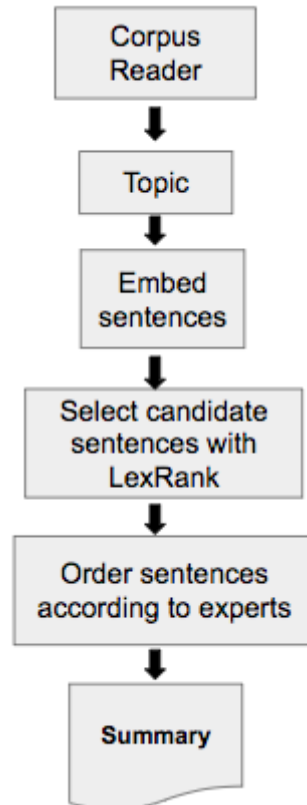 Corpus
Reader
Topic
Embed
sentences
Select candidate
sentences with
LexRank
Order sentences
according to experts
Summary